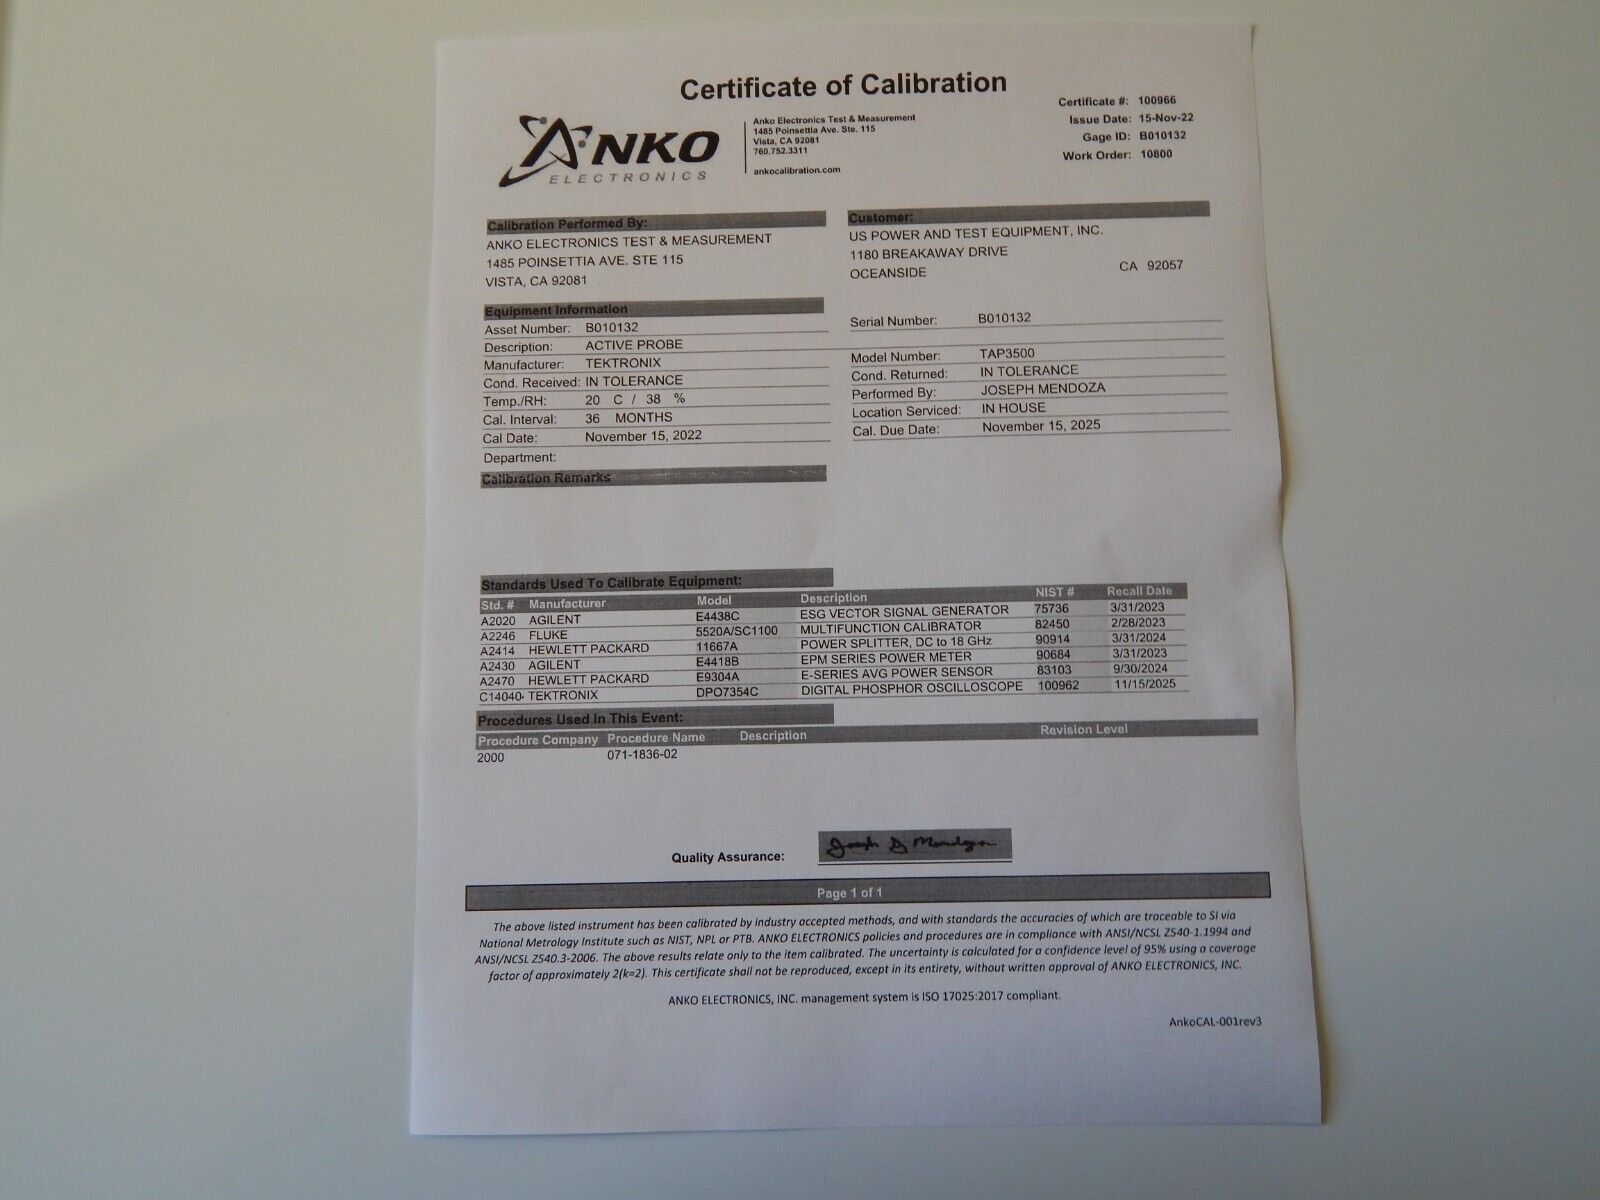 Certificate of Calibration
ANKO
ELECTRONICS
Anko Electronics Test & Measurement
1485 Poinsettia Ave. Ste. 115
Vista, CA 92081
760.752.3311
ankocalibration.com
Certificate #: 100966
Issue Date: 15-Nov-22
Gage ID: B010132
Work Order: 10800
Calibration Performed By:
ANKO ELECTRONICS TEST & MEASUREMENT
1485 POINSETTIA AVE. STE 115
VISTA, CA 92081
Customer:
US POWER AND TEST EQUIPMENT, INC.
1180 BREAKAWAY DRIVE
OCEANSIDE CA 92057
Equipment Information
Asset Number: B010132 Serial Number: B010132
Description: ACTIVE PROBE
Manufacturer: TEKTRONIX Model Number: TAP3500
Cond. Received: IN TOLERANCE Cond. Returned: IN TOLERANCE
Temp./RH: 20 C / 38 % Performed By: JOSEPH MENDOZA
Cal. Interval: 36 MONTHS Location Serviced: IN HOUSE
Cal Date: November 15, 2022 Cal. Due Date: November 15, 2025
Department:
Calibration Remarks
Standards Used To Calibrate Equipment:
Std. # Manufacturer Model Description NIST # Recall Date
A2020 AGILENT E4438C ESG VECTOR SIGNAL GENERATOR 75736 3/31/2023
A2246 FLUKE 5520A/SC1100 MULTIFUNCTION CALIBRATOR 82450 2/28/2023
A2414 HEWLETT PACKARD 11667A POWER SPLITTER, DC to 18 GHz 90914 3/31/2024
A2430 AGILENT E4418B EPM SERIES POWER METER 90684 3/31/2023
A2470 HEWLETT PACKARD E9304A E-SERIES AVG POWER SENSOR 83103 9/30/2024
C14040- TEKTRONIX DPO7354C DIGITAL PHOSPHOR OSCILLOSCOPE 100962 11/15/2025
Procedures Used In This Event:
Procedure Company Procedure Name Description Revision Level
2000 071-1836-02
Quality Assurance: Joseph D Mendoza
Page 1 of 1
The above listed instrument has been calibrated by industry accepted methods, and with standards the accuracies of which are traceable to SI via
National Metrology Institute such as NIST, NPL or PTB. ANKO ELECTRONICS policies and procedures are in compliance with ANSI/NCSL Z540-1.1994 and
ANSI/NCSL Z540.3-2006. The above results relate only to the item calibrated. The uncertainty is calculated for a confidence level of 95% using a coverage
factor of approximately 2(k=2). This certificate shall not be reproduced, except in its entirety, without written approval of ANKO ELECTRONICS, INC.
ANKO ELECTRONICS, INC. management system is ISO 17025:2017 compliant.
AnkoCAL-001rev3